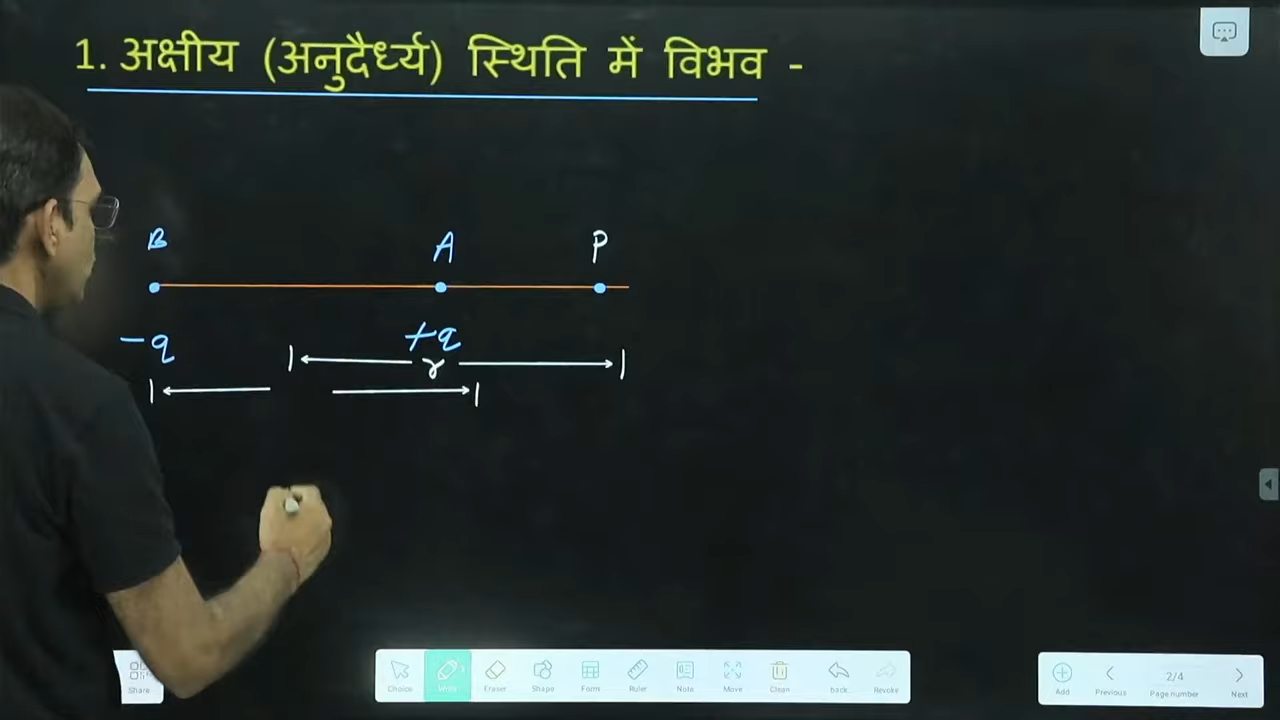 1. अक्षीय (अनुदैर्ध्य) स्थिति में विभव -
B A P
-q +q
r
Share
Choice Write Eraser Shape Form Ruler Note Move Clean back Revoke
Add Previous 2/4 Page number Next